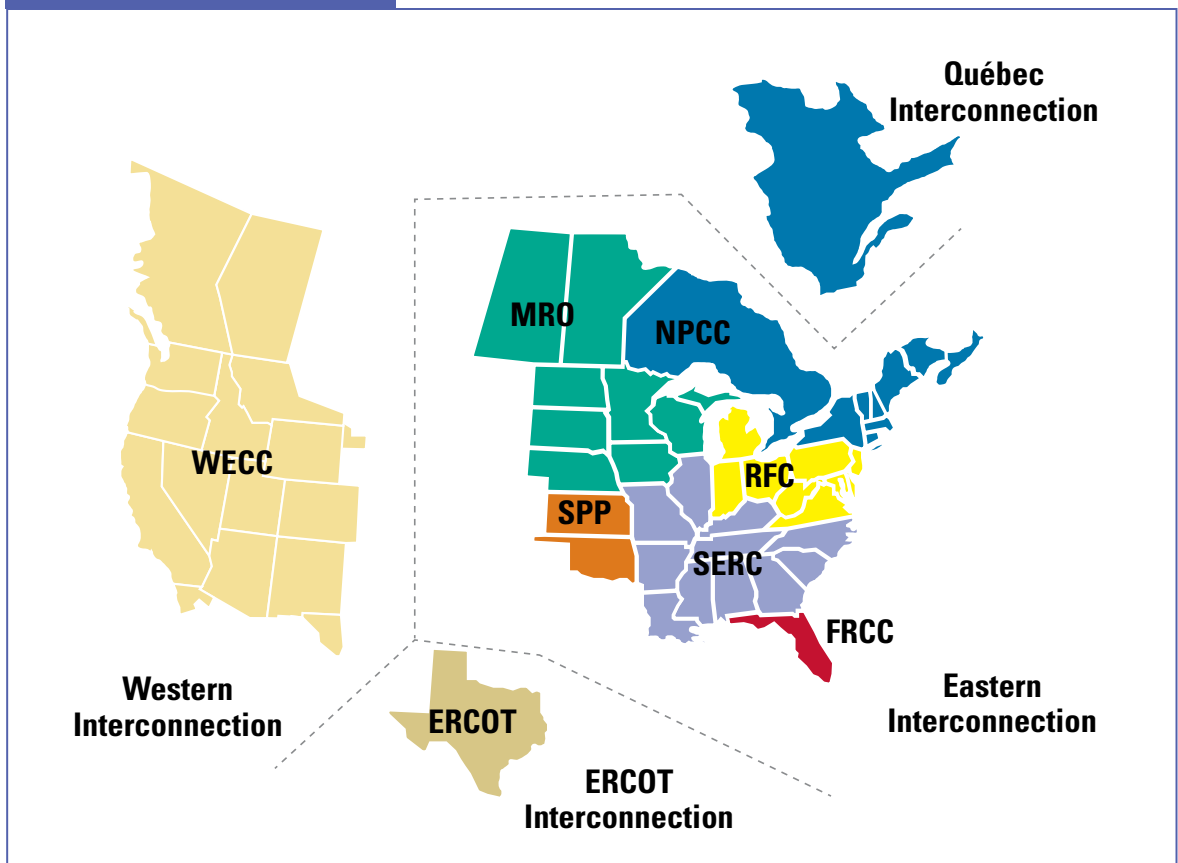 Québec
Interconnection
MRO
NPCC
WECC
RFC
SPP
SERC
FRCC
Western
Interconnection
Eastern
Interconnection
ERCOT
ERCOT
Interconnection